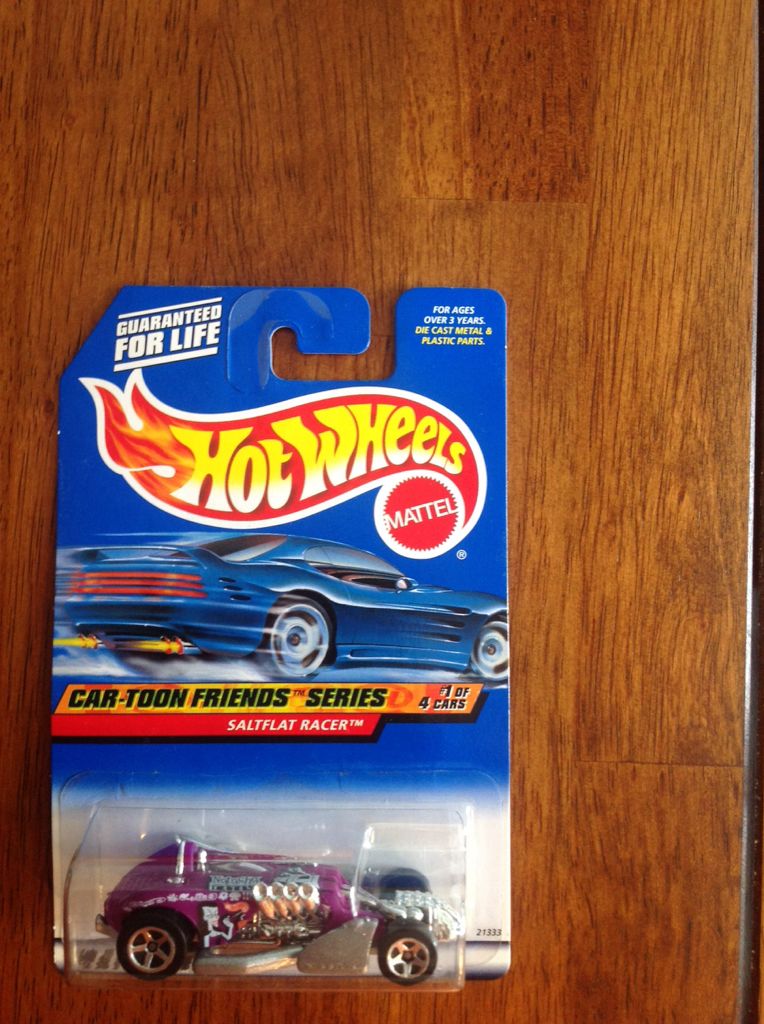 GUARANTEED
FOR LIFE
FOR AGES
OVER 3 YEARS.
DIE CAST METAL &
PLASTIC PARTS.
HOT WHEELS
MATTEL
®
CAR-TOON FRIENDS™ SERIES
#1 OF
4 CARS
SALTFLAT RACER™
21333